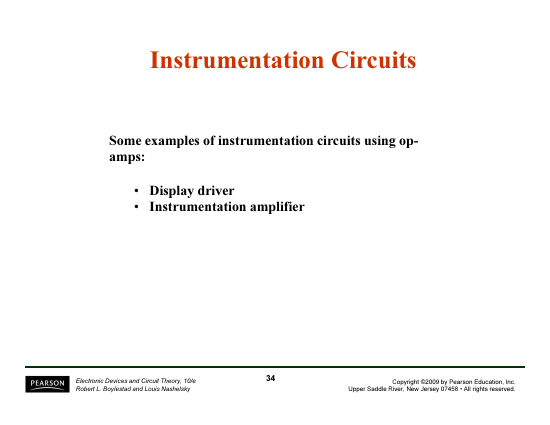 Instrumentation Circuits
Some examples of instrumentation circuits using op-
amps:
• Display driver
• Instrumentation amplifier
PEARSON
Electronic Devices and Circuit Theory, 10/e
Robert L. Boylestad and Louis Nashelsky
34
Copyright ©2009 by Pearson Education, Inc.
Upper Saddle River, New Jersey 07458 • All rights reserved.